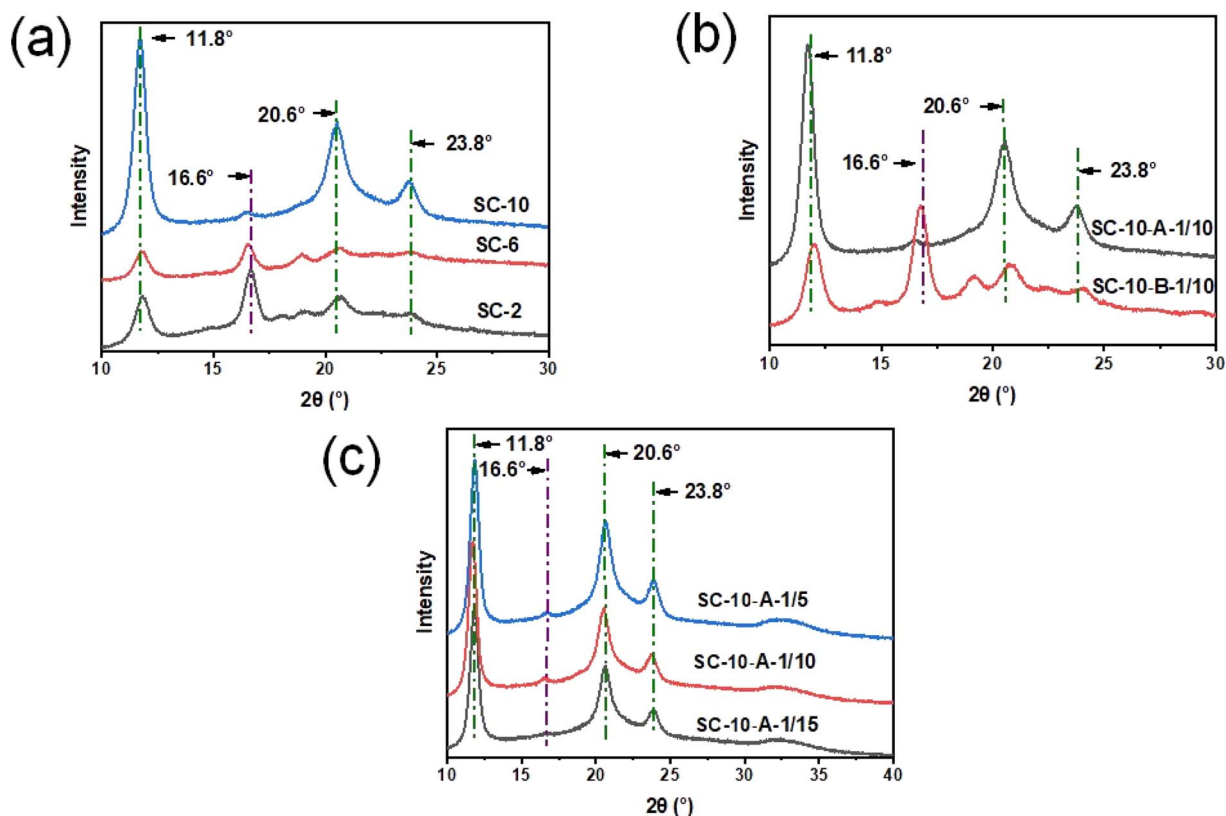 (a)
11.8°
20.6°
23.8°
16.6°
SC-10
SC-6
SC-2
Intensity
10 15 20 25 30
2θ (°)
(b)
11.8°
20.6°
16.6°
23.8°
SC-10-A-1/10
SC-10-B-1/10
Intensity
10 15 20 25 30
2θ (°)
(c)
11.8°
20.6°
16.6°
23.8°
SC-10-A-1/5
SC-10-A-1/10
SC-10-A-1/15
Intensity
10 15 20 25 30 35 40
2θ (°)